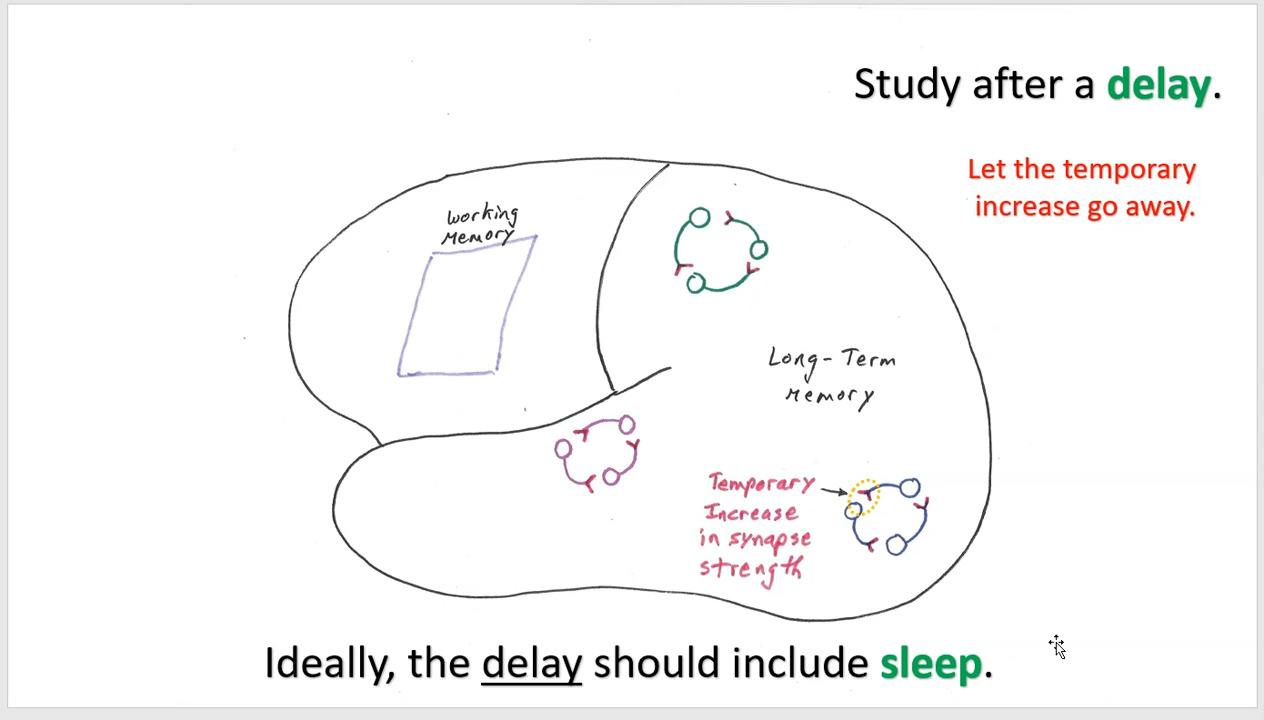 Study after a delay.
Let the temporary
increase go away.
working
Memory
Long-Term
Memory
Temporary
Increase
in synapse
strength
Ideally, the delay should include sleep.